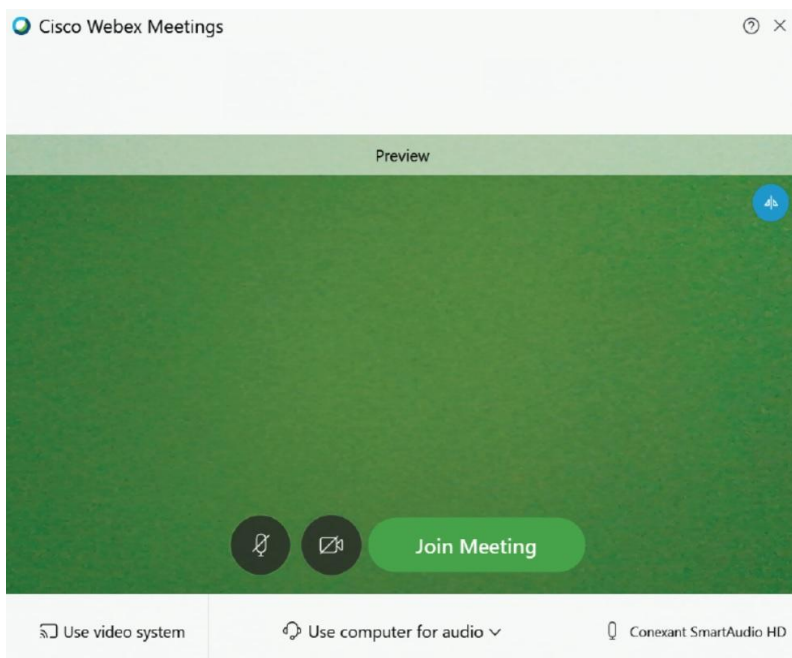 Cisco Webex Meetings
Preview
Join Meeting
Use video system
Use computer for audio
Conexant SmartAudio HD